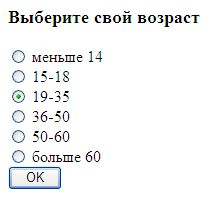 Выберите свой возраст
меньше 14
15-18
19-35
36-50
50-60
больше 60
OK